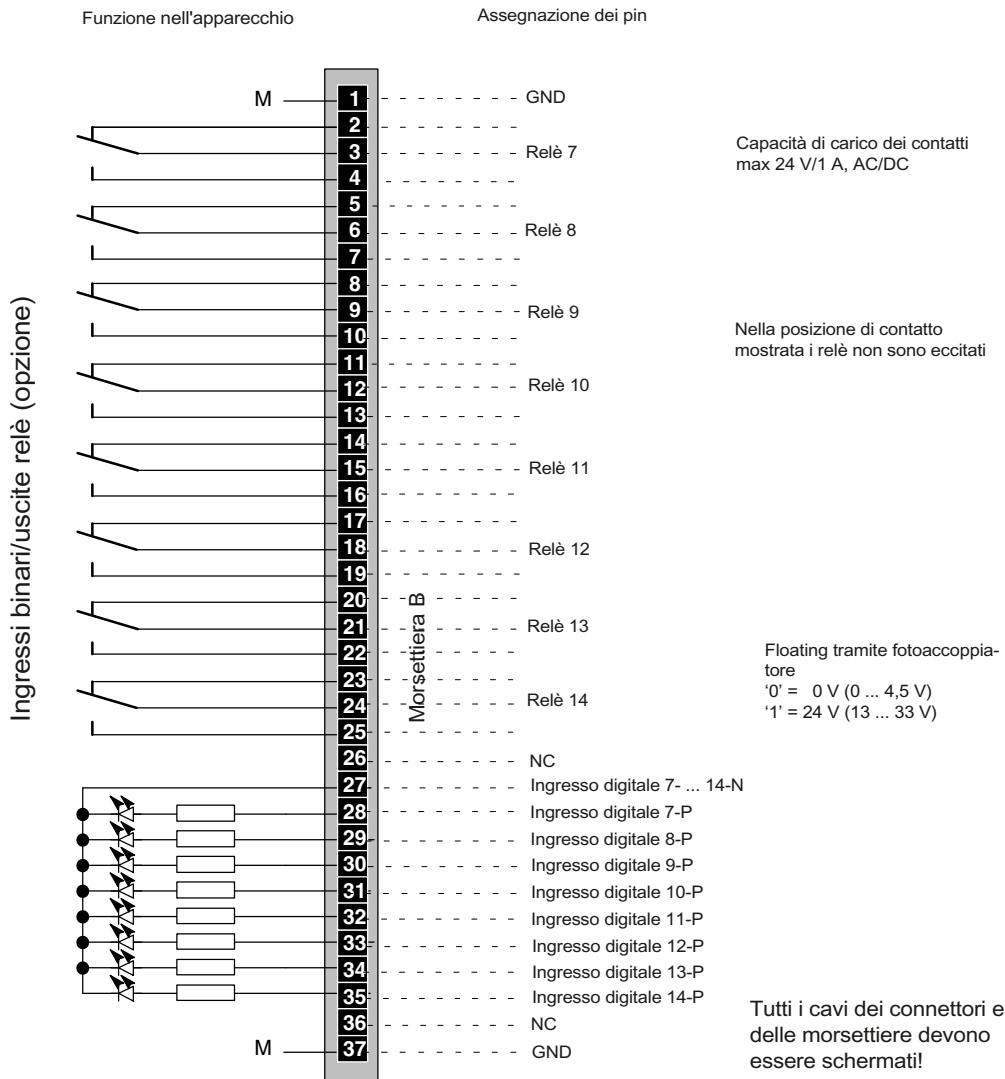 Funzione nell'apparecchio
Assegnazione dei pin
M 1 GND
2
3 Relè 7
4
Capacità di carico dei contatti
max 24 V/1 A, AC/DC
5
6 Relè 8
7
8
9 Relè 9
10
Nella posizione di contatto
mostrata i relè non sono eccitati
11
12 Relè 10
13
14
15 Relè 11
16
17
18 Relè 12
19
20
21 Relè 13
22
23
24 Relè 14
25
Ingressi binari/uscite relè (opzione)
Morsettiera B
Floating tramite fotoaccoppia-
tore
‘0’ = 0 V (0 ... 4,5 V)
‘1’ = 24 V (13 ... 33 V)
26 NC
27 Ingresso digitale 7- ... 14-N
28 Ingresso digitale 7-P
29 Ingresso digitale 8-P
30 Ingresso digitale 9-P
31 Ingresso digitale 10-P
32 Ingresso digitale 11-P
33 Ingresso digitale 12-P
34 Ingresso digitale 13-P
35 Ingresso digitale 14-P
36 NC
M 37 GND
Tutti i cavi dei connettori e
delle morsettiere devono
essere schermati!